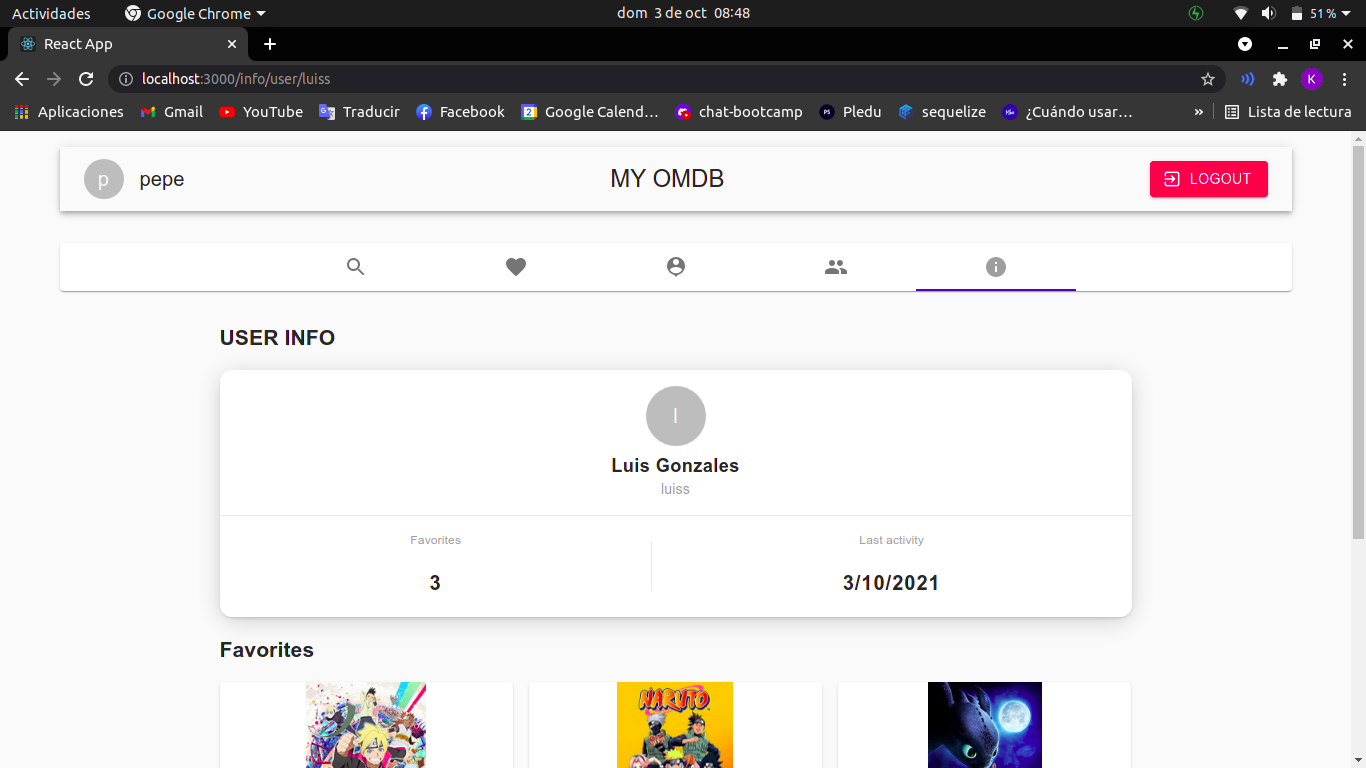 Actividades Google Chrome dom 3 de oct 08:48 51 %
React App
localhost:3000/info/user/luiss K
Aplicaciones Gmail YouTube Traducir Facebook Google Calend… chat-bootcamp Pledu sequelize ¿Cuándo usar… » Lista de lectura
p pepe MY OMDB LOGOUT
USER INFO
l
Luis Gonzales
luiss
Favorites Last activity
3 3/10/2021
Favorites
NARUTO